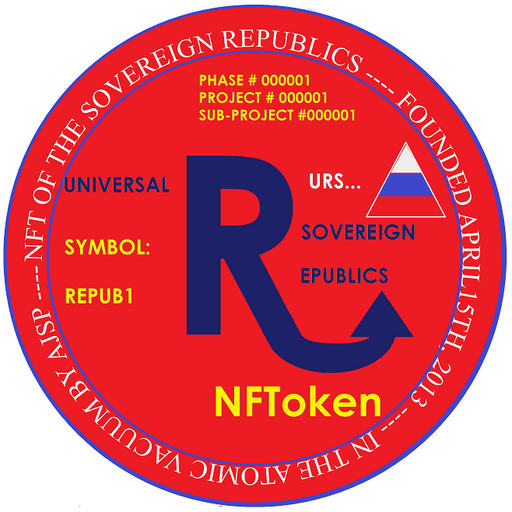 ---- NFT OF THE SOVEREIGN REPUBLICS ---- FOUNDED APRIL 15TH, 2013 ---- IN THE ATOMIC VACUUM BY AJSP
PHASE # 000001
PROJECT # 000001
SUB-PROJECT #000001
UNIVERSAL
R
URS...
SOVEREIGN
EPUBLICS
SYMBOL:
REPUB1
NFToken